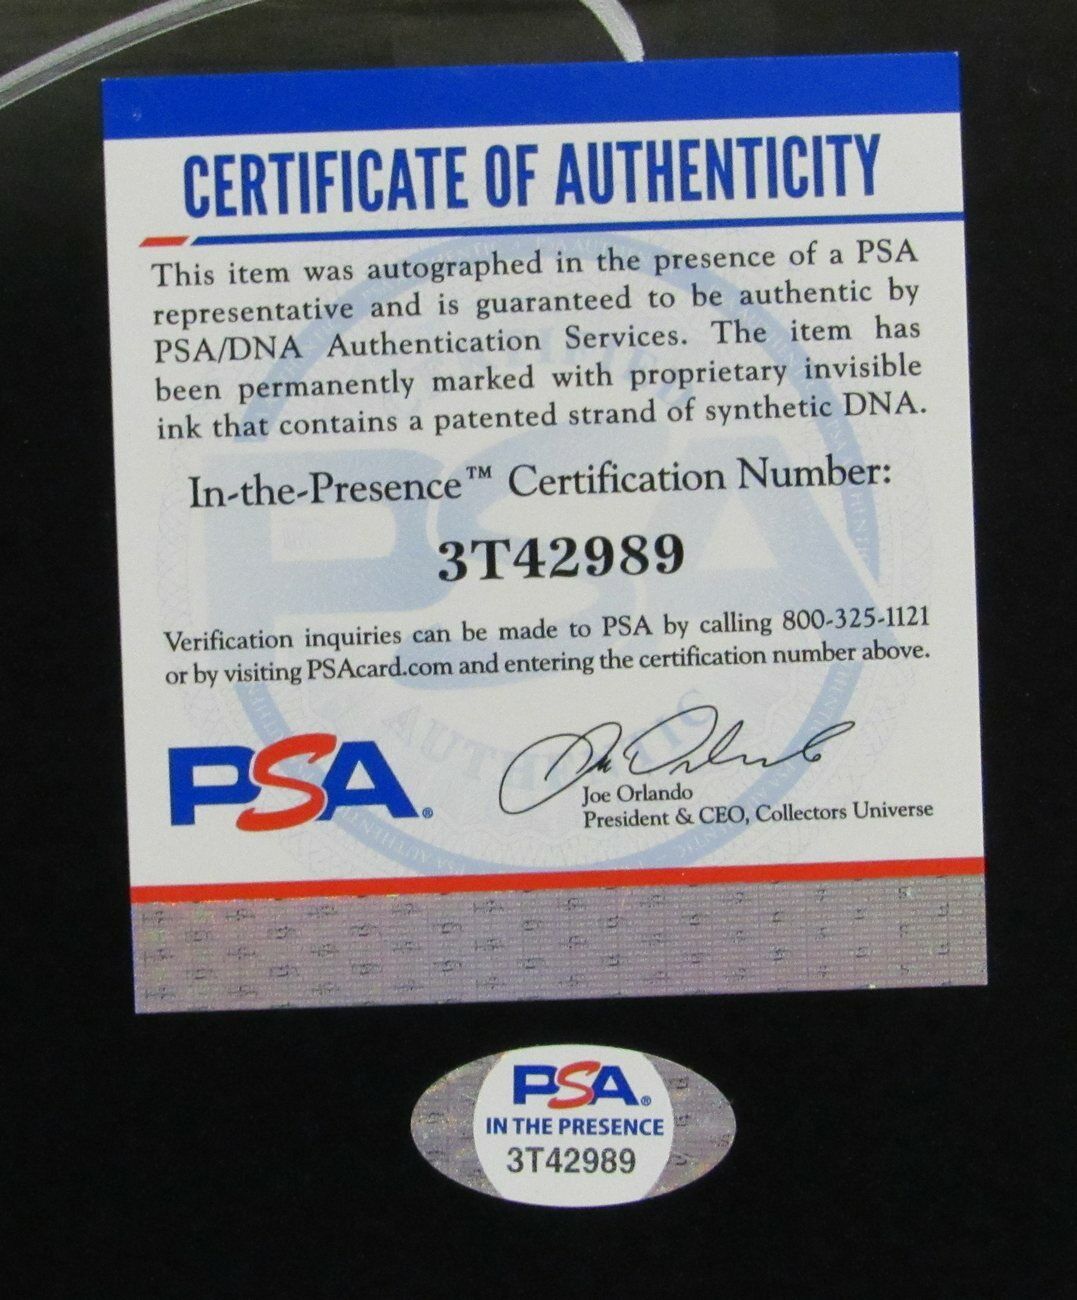 CERTIFICATE OF AUTHENTICITY
This item was autographed in the presence of a PSA
representative and is guaranteed to be authentic by
PSA/DNA Authentication Services. The item has
been permanently marked with proprietary invisible
ink that contains a patented strand of synthetic DNA.
In-the-Presence™ Certification Number:
3T42989
Verification inquiries can be made to PSA by calling 800-325-1121
or by visiting PSAcard.com and entering the certification number above.
PSA®
Joe Orlando
Joe Orlando
President & CEO, Collectors Universe
PSA®
IN THE PRESENCE
3T42989